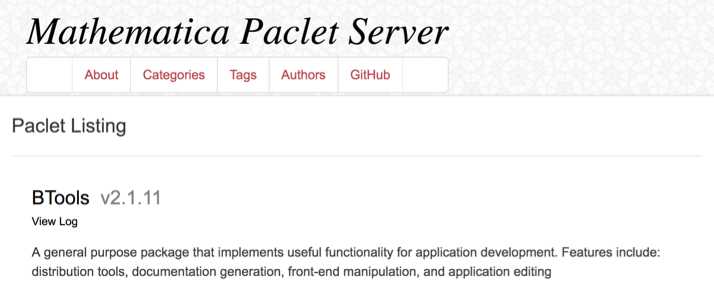 Mathematica Paclet Server
About Categories Tags Authors GitHub
Paclet Listing
BTools v2.1.11
View Log
A general purpose package that implements useful functionality for application development. Features include:
distribution tools, documentation generation, front-end manipulation, and application editing